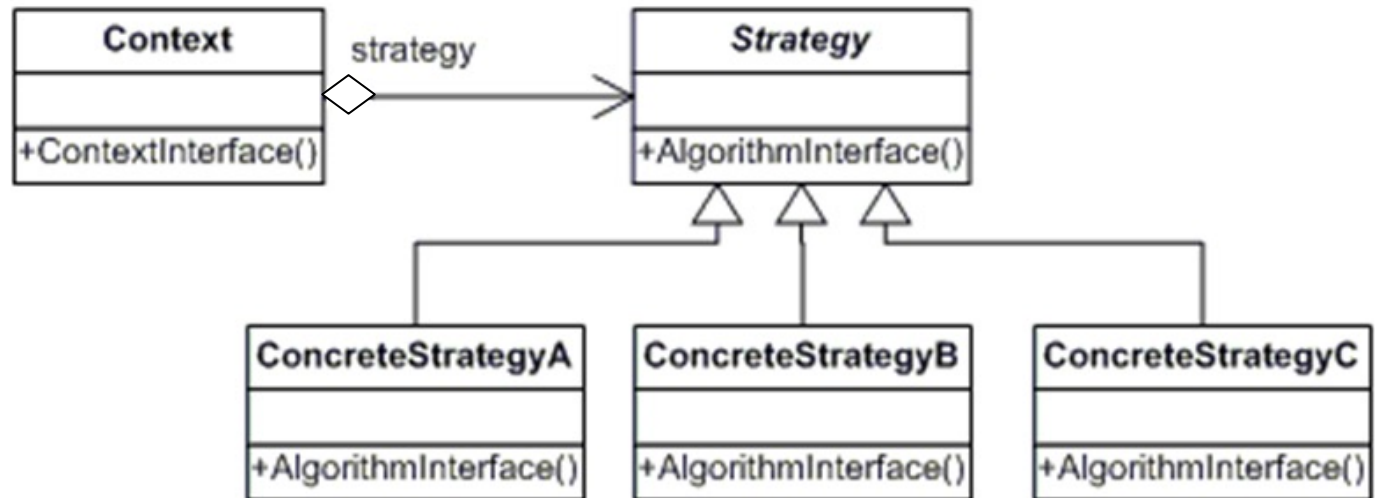 Context
strategy
Strategy
+ContextInterface()
+AlgorithmInterface()
ConcreteStrategyA
ConcreteStrategyB
ConcreteStrategyC
+AlgorithmInterface()
+AlgorithmInterface()
+AlgorithmInterface()